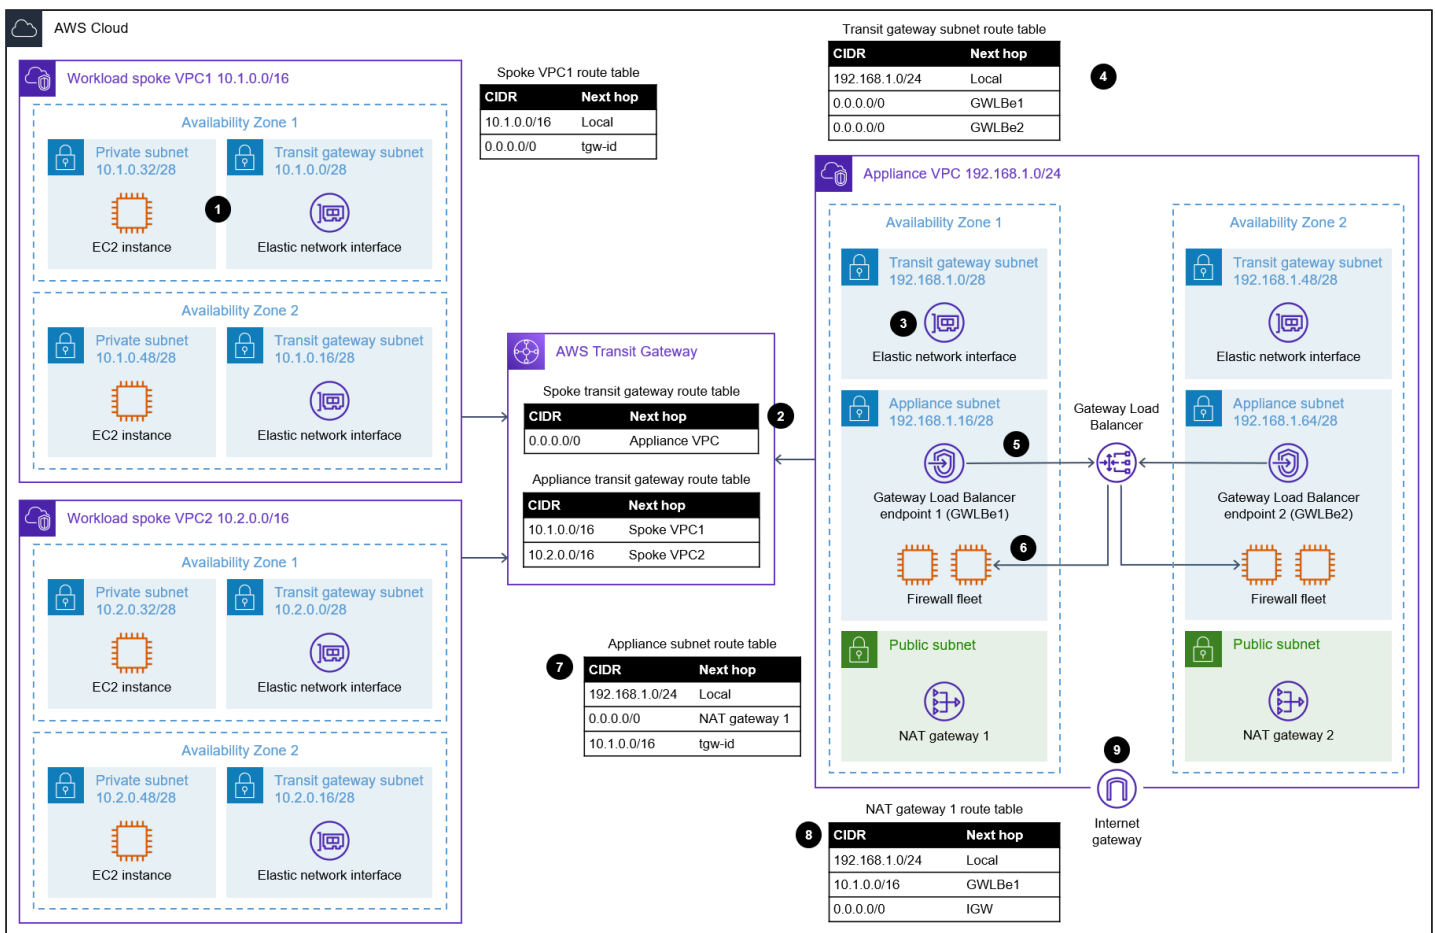 AWS Cloud
Workload spoke VPC1 10.1.0.0/16
Availability Zone 1
Private subnet
10.1.0.32/28
EC2 instance
1
Transit gateway subnet
10.1.0.0/28
Elastic network interface
Availability Zone 2
Private subnet
10.1.0.48/28
EC2 instance
Transit gateway subnet
10.1.0.16/28
Elastic network interface
Workload spoke VPC2 10.2.0.0/16
Availability Zone 1
Private subnet
10.2.0.32/28
EC2 instance
Transit gateway subnet
10.2.0.0/28
Elastic network interface
Availability Zone 2
Private subnet
10.2.0.48/28
EC2 instance
Transit gateway subnet
10.2.0.16/28
Elastic network interface
Spoke VPC1 route table
CIDR Next hop
10.1.0.0/16 Local
0.0.0.0/0 tgw-id
AWS Transit Gateway
Spoke transit gateway route table
2
CIDR Next hop
0.0.0.0/0 Appliance VPC
Appliance transit gateway route table
CIDR Next hop
10.1.0.0/16 Spoke VPC1
10.2.0.0/16 Spoke VPC2
Transit gateway subnet route table
4
CIDR Next hop
192.168.1.0/24 Local
0.0.0.0/0 GWLBe1
0.0.0.0/0 GWLBe2
Appliance VPC 192.168.1.0/24
Availability Zone 1
Transit gateway subnet
192.168.1.0/28
3
Elastic network interface
Appliance subnet
192.168.1.16/28
5
Gateway Load Balancer
endpoint 1 (GWLBe1)
6
Firewall fleet
Public subnet
NAT gateway 1
Gateway Load
Balancer
Availability Zone 2
Transit gateway subnet
192.168.1.48/28
Elastic network interface
Appliance subnet
192.168.1.64/28
Gateway Load Balancer
endpoint 2 (GWLBe2)
Firewall fleet
Public subnet
NAT gateway 2
7
Appliance subnet route table
CIDR Next hop
192.168.1.0/24 Local
0.0.0.0/0 NAT gateway 1
10.1.0.0/16 tgw-id
8
NAT gateway 1 route table
CIDR Next hop
192.168.1.0/24 Local
10.1.0.0/16 GWLBe1
0.0.0.0/0 IGW
9
Internet
gateway